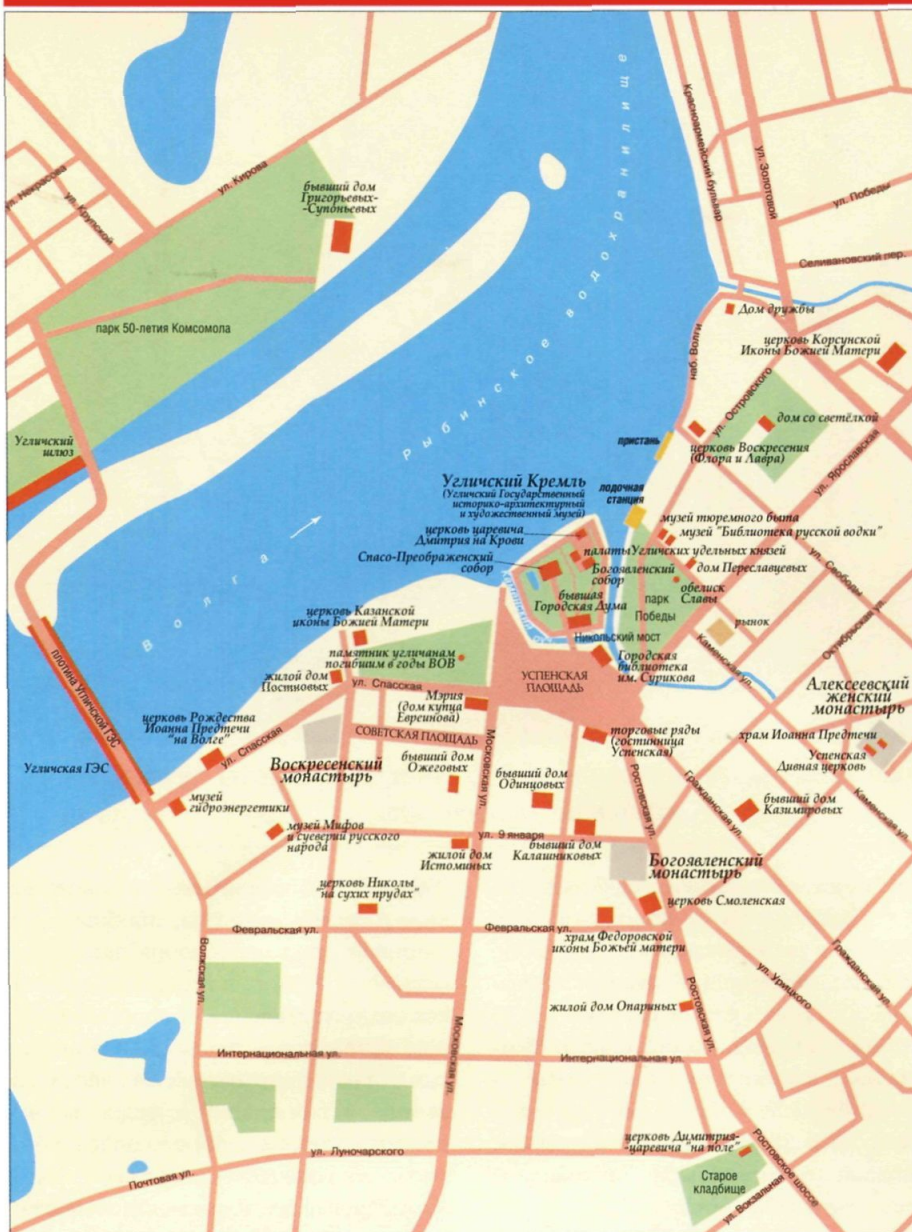 Рыбинское водохранилище
Красноармейский бульвар
ул. Золотовой
ул. Победы
Селивановский пер.
ул. Некрасова
ул. Крупской
ул. Кирова
бывший дом
Григорьевых-
-Супоньевых
парк 50-летия Комсомола
Дом дружбы
церковь Корсунской
Иконы Божией Матери
наб. Волги
ул. Островского
дом со светёлкой
церковь Воскресения
(Флора и Лавра)
ул. Ярославская
пристань
Угличский
шлюз
Угличский Кремль
(Угличский Государственный
историко-архитектурный
и художественный музей)
лодочная
станция
церковь царевича
Дмитрия на Крови
Спасо-Преображенский
собор
музей тюремного быта
музей "Библиотека русской водки"
палаты Угличских удельных князей
Богоявленский
собор
дом Переславцевых
обелиск
Славы
ул. Свободы
Волга
бывшая
Городская Дума
парк
Победы
рынок
Октябрьская ул.
церковь Казанской
иконы Божией Матери
Никольский мост
Каменская ул.
памятник угличанам
погибшим в годы ВОВ
Городская
библиотека
им. Сурикова
УСПЕНСКАЯ
ПЛОЩАДЬ
жилой дом
Постновых
ул. Спасская
Мэрия
(дом купца
Евреинова)
Алексеевский
женский
монастырь
плотина Угличской ГЭС
церковь Рождества
Иоанна Предтечи
"на Волге"
ул. Спасская
СОВЕТСКАЯ ПЛОЩАДЬ
Московская ул.
торговые ряды
(гостинница
Успенская)
храм Иоанна Предтечи
Успенская
Дивная церковь
Угличская ГЭС
Воскресенский
монастырь
бывший дом
Ожеговых
бывший дом
Одинцовых
Ростовская ул.
Гражданская ул.
Каменская ул.
музей
гидроэнергетики
бывший дом
Казимировых
музей Мифов
и суеверий русского
народа
ул. 9 января
жилой дом
Истоминых
бывший дом
Калашниковых
Богоявленский
монастырь
церковь Николы
"на сухих прудах"
церковь Смоленская
Февральская ул.
Февральская ул.
храм Федоровской
иконы Божьей матери
Волжская ул.
ул. Урицкого
Гражданская ул.
жилой дом Опариных
Ростовская ул.
Интернациональная ул.
Московская ул.
Интернациональная ул.
церковь Димитрия-
-царевича "на поле"
Ростовское шоссе
ул. Луначарского
Почтовая ул.
Старое
кладбище
ул. Вокзальная